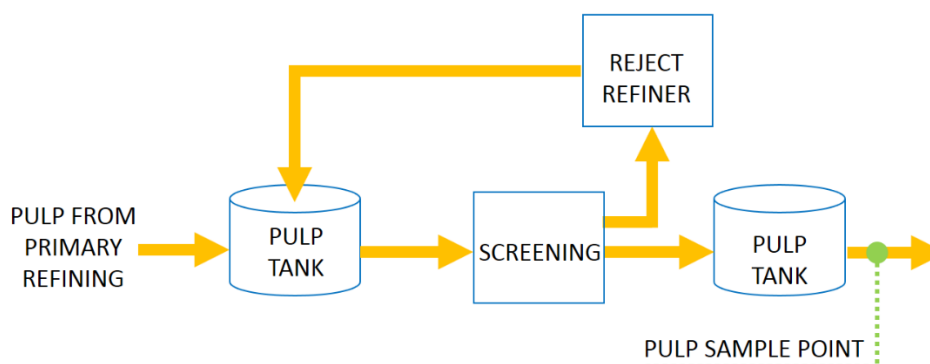 REJECT
REFINER
PULP FROM
PRIMARY
REFINING
PULP
TANK
SCREENING
PULP
TANK
PULP SAMPLE POINT